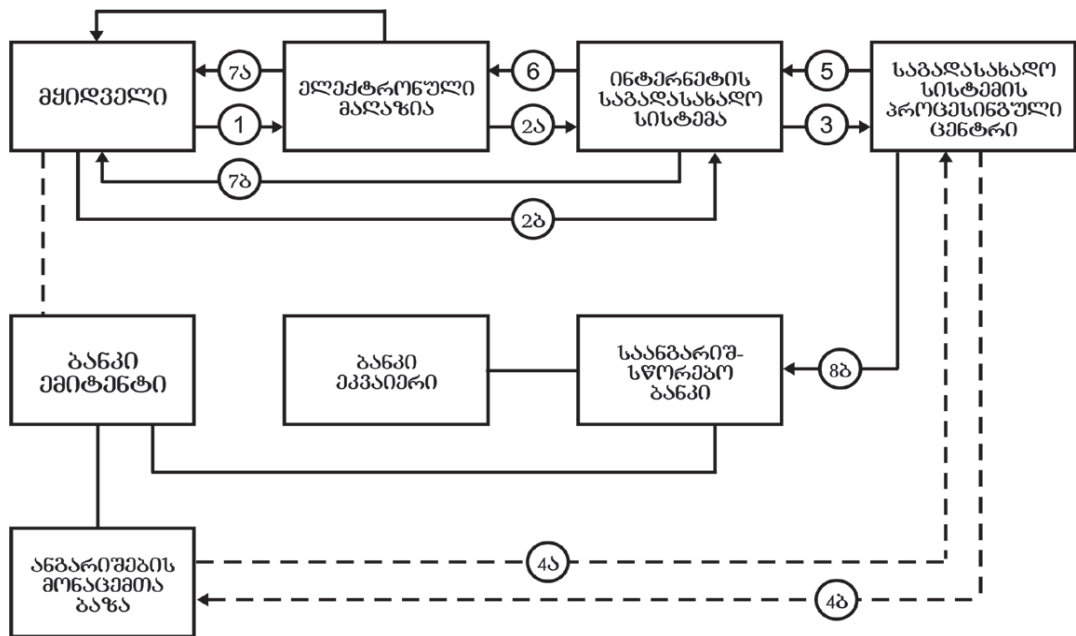 მყიდველი
7ა
1
ელექტრონული
მაღაზია
6
2ა
ინტერნეტის
საგადასახადო
სისტემა
5
3
საგადასახადო
სისტემის
პროცესინგული
ცენტრი
7ბ
2ბ
ბანკი
ემიტენტი
ბანკი
ეკვაიერი
საანგარიშ-
სწორებო
ბანკი
8ბ
ანგარიშების
მონაცემთა
ბაზა
4ა
4ბ